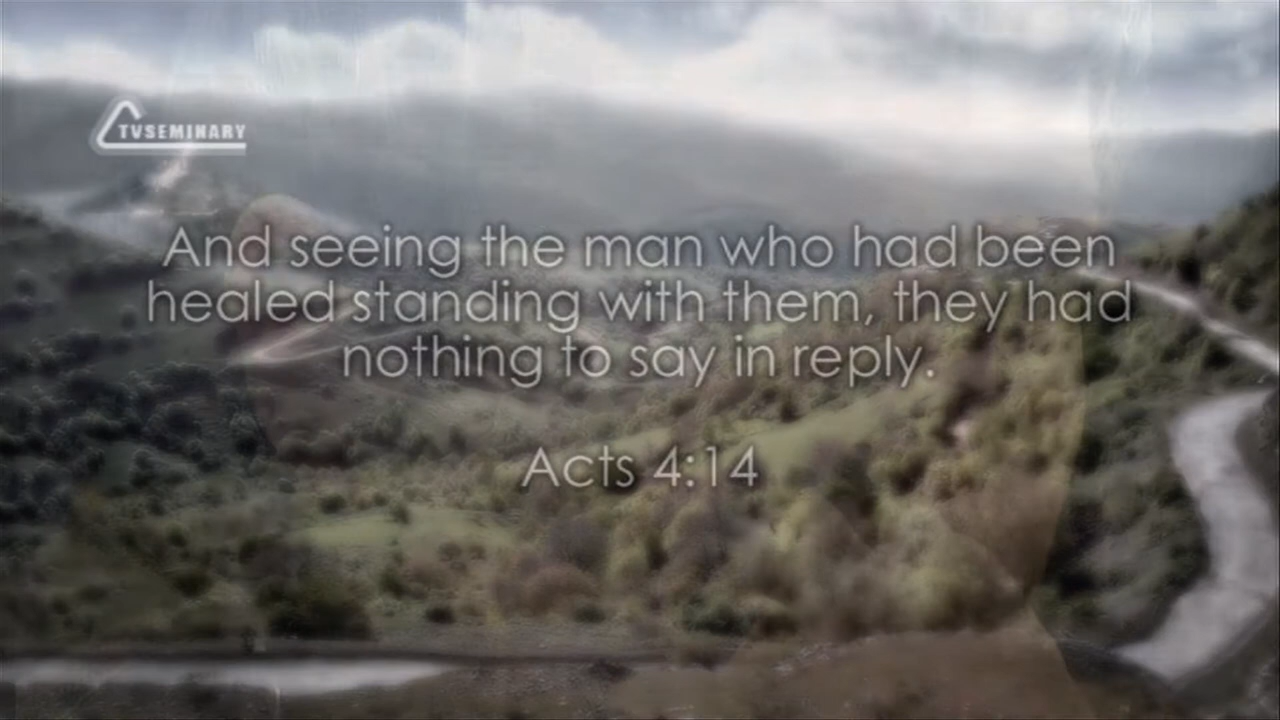 TVSEMINARY
And seeing the man who had been
healed standing with them, they had
nothing to say in reply.
Acts 4:14